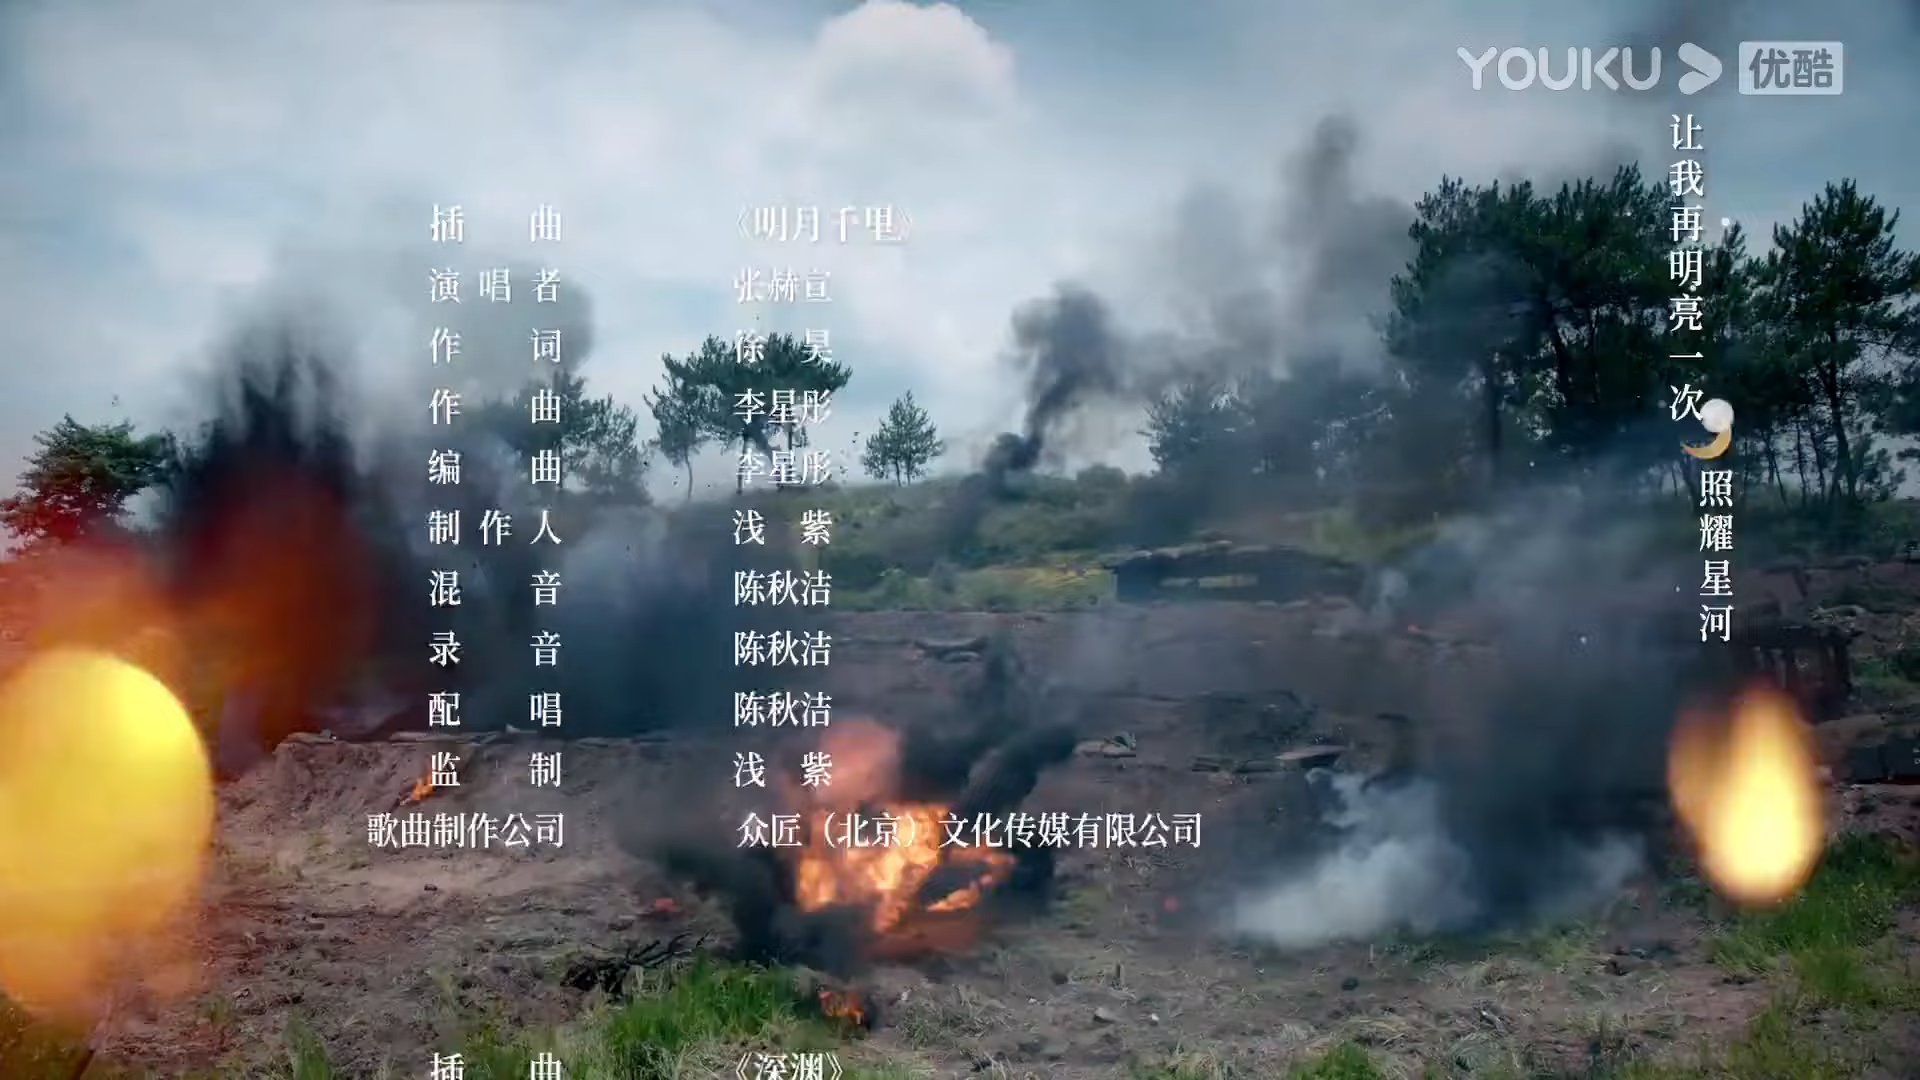 YOUKU 优酷
让我再明亮一次
照耀星河
插曲 《明月千里》
演唱者 张赫宣
作词 徐昊
作曲 李星彤
编曲 李星彤
制作人 浅紫
混音 陈秋洁
录音 陈秋洁
配唱 陈秋洁
监制 浅紫
歌曲制作公司 众匠（北京）文化传媒有限公司
插曲 《深渊》